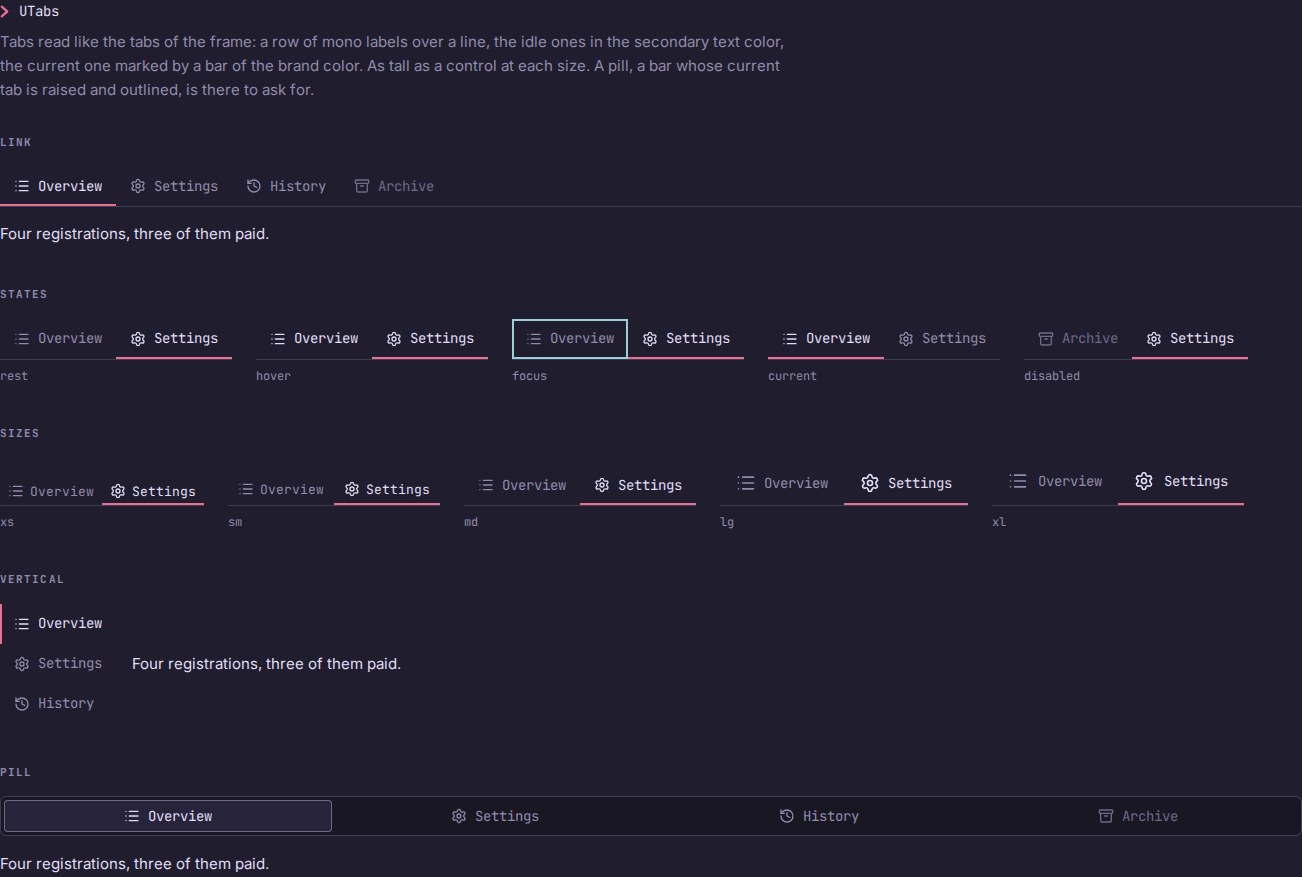 UTabs
Tabs read like the tabs of the frame: a row of mono labels over a line, the idle ones in the secondary text color,
the current one marked by a bar of the brand color. As tall as a control at each size. A pill, a bar whose current
tab is raised and outlined, is there to ask for.
LINK
Overview Settings History Archive
Four registrations, three of them paid.
STATES
Overview Settings Overview Settings Overview Settings Overview Settings Archive Settings
rest hover focus current disabled
SIZES
Overview Settings Overview Settings Overview Settings Overview Settings Overview Settings
xs sm md lg xl
VERTICAL
Overview
Settings Four registrations, three of them paid.
History
PILL
Overview Settings History Archive
Four registrations, three of them paid.